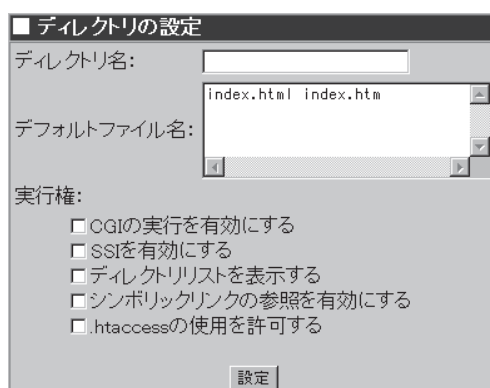 ■ ディレクトリの設定
ディレクトリ名:
index.html index.htm
デフォルトファイル名:
実行権:
CGIの実行を有効にする
SSIを有効にする
ディレクトリリストを表示する
シンボリックリンクの参照を有効にする
.htaccessの使用を許可する
設定